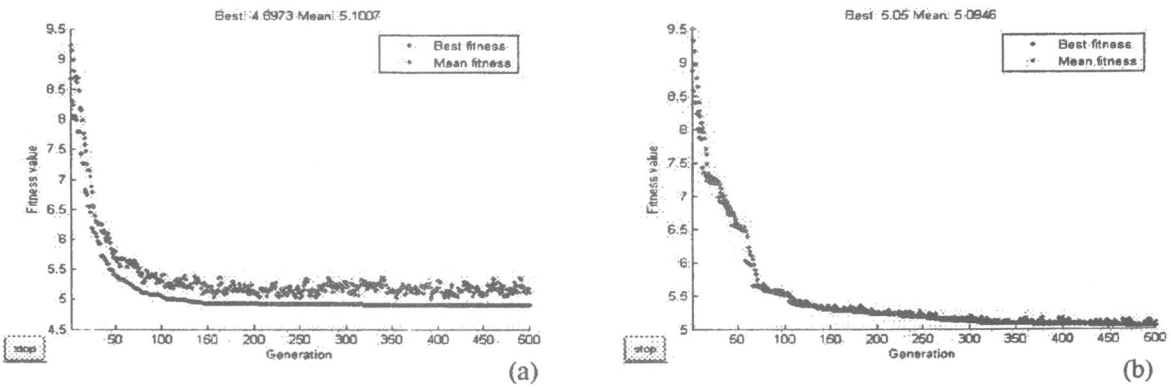 Best: 4.8973 Mean: 5.1007
9.5
9
8.5
8
7.5
7
6.5
6
5.5
5
4.5
Fitness value
Best fitness
Mean fitness
50 100 150 200 250 300 350 400 450 500 550 600
Generation
stop
(a)
Best: 5.05 Mean: 5.0946
9.5
9
8.5
8
7.5
7
6.5
6
5.5
5
Fitness value
Best fitness
Mean fitness
50 100 150 200 250 300 350 400 450 500 550 600
Generation
stop
(b)